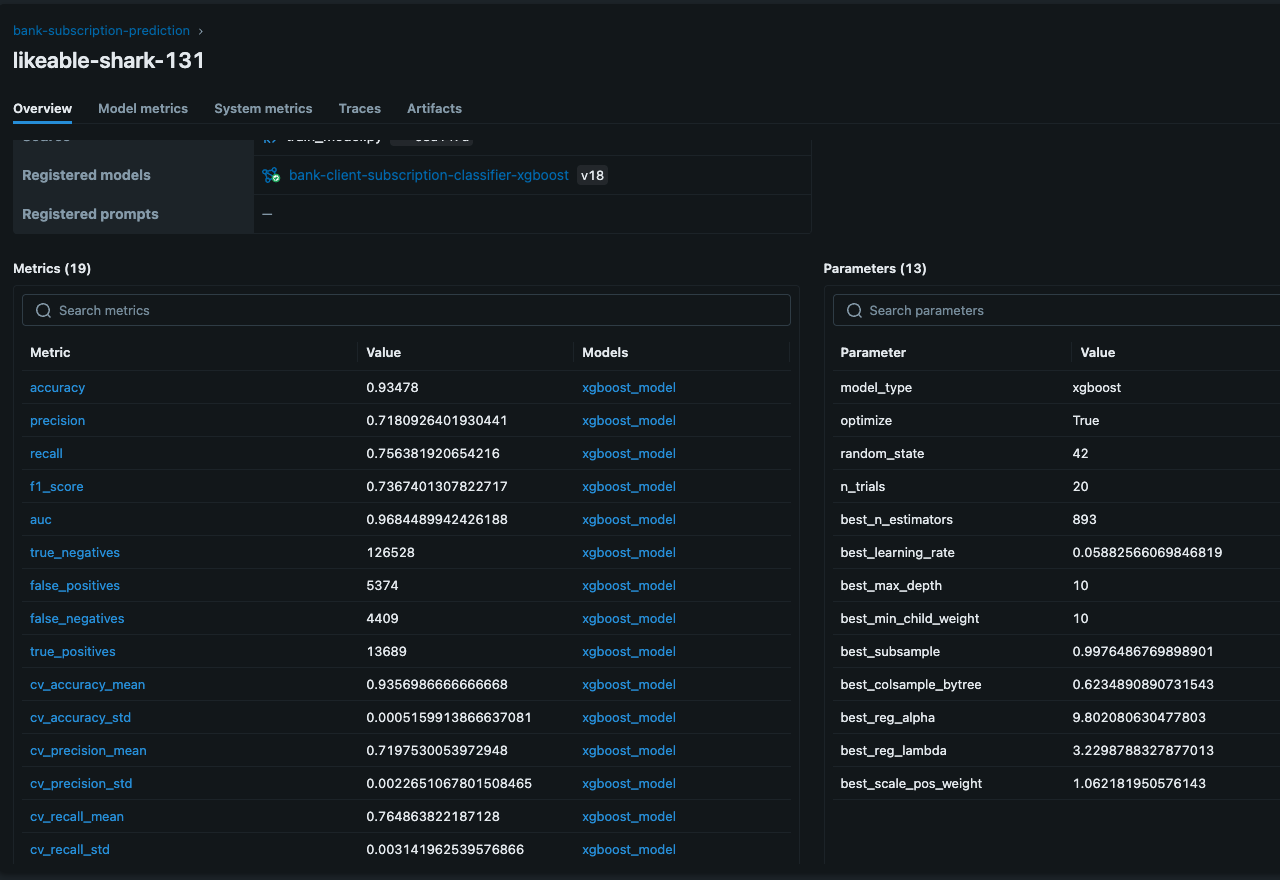 bank-subscription-prediction ›
likeable-shark-131
Overview Model metrics System metrics Traces Artifacts
Registered models bank-client-subscription-classifier-xgboost v18
Registered prompts —
Metrics (19)
Search metrics
Metric Value Models
accuracy 0.93478 xgboost_model
precision 0.7180926401930441 xgboost_model
recall 0.756381920654216 xgboost_model
f1_score 0.7367401307822717 xgboost_model
auc 0.9684489942426188 xgboost_model
true_negatives 126528 xgboost_model
false_positives 5374 xgboost_model
false_negatives 4409 xgboost_model
true_positives 13689 xgboost_model
cv_accuracy_mean 0.9356986666666668 xgboost_model
cv_accuracy_std 0.0005159913866637081 xgboost_model
cv_precision_mean 0.7197530053972948 xgboost_model
cv_precision_std 0.0022651067801508465 xgboost_model
cv_recall_mean 0.764863822187128 xgboost_model
cv_recall_std 0.003141962539576866 xgboost_model
Parameters (13)
Search parameters
Parameter Value
model_type xgboost
optimize True
random_state 42
n_trials 20
best_n_estimators 893
best_learning_rate 0.05882566069846819
best_max_depth 10
best_min_child_weight 10
best_subsample 0.9976486769898901
best_colsample_bytree 0.6234890890731543
best_reg_alpha 9.802080630477803
best_reg_lambda 3.2298788327877013
best_scale_pos_weight 1.062181950576143